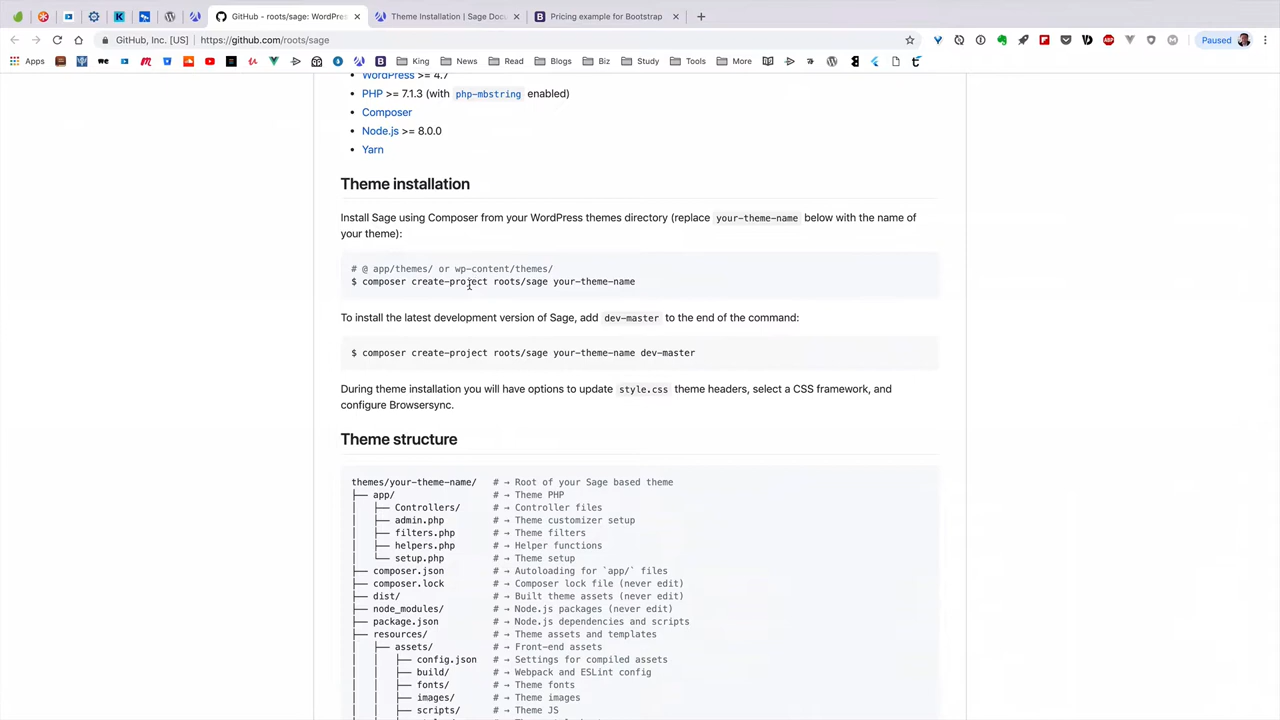 GitHub - roots/sage: WordPres
Theme Installation | Sage Doc
Pricing example for Bootstrap
GitHub, Inc. [US]
https://github.com/roots/sage
Paused
Apps
King
News
Read
Blogs
Biz
Study
Tools
More
WordPress >= 4.7
PHP >= 7.1.3 (with php-mbstring enabled)
Composer
Node.js >= 8.0.0
Yarn
Theme installation
Install Sage using Composer from your WordPress themes directory (replace your-theme-name below with the name of
your theme):
# @ app/themes/ or wp-content/themes/
$ composer create-project roots/sage your-theme-name
To install the latest development version of Sage, add dev-master to the end of the command:
$ composer create-project roots/sage your-theme-name dev-master
During theme installation you will have options to update style.css theme headers, select a CSS framework, and
configure Browsersync.
Theme structure
themes/your-theme-name/ # → Root of your Sage based theme
├── app/ # → Theme PHP
│ ├── Controllers/ # → Controller files
│ ├── admin.php # → Theme customizer setup
│ ├── filters.php # → Theme filters
│ ├── helpers.php # → Helper functions
│ └── setup.php # → Theme setup
├── composer.json # → Autoloading for `app/` files
├── composer.lock # → Composer lock file (never edit)
├── dist/ # → Built theme assets (never edit)
├── node_modules/ # → Node.js packages (never edit)
├── package.json # → Node.js dependencies and scripts
├── resources/ # → Theme assets and templates
│ ├── assets/ # → Front-end assets
│ │ ├── config.json # → Settings for compiled assets
│ │ ├── build/ # → Webpack and ESLint config
│ │ ├── fonts/ # → Theme fonts
│ │ ├── images/ # → Theme images
│ │ ├── scripts/ # → Theme JS